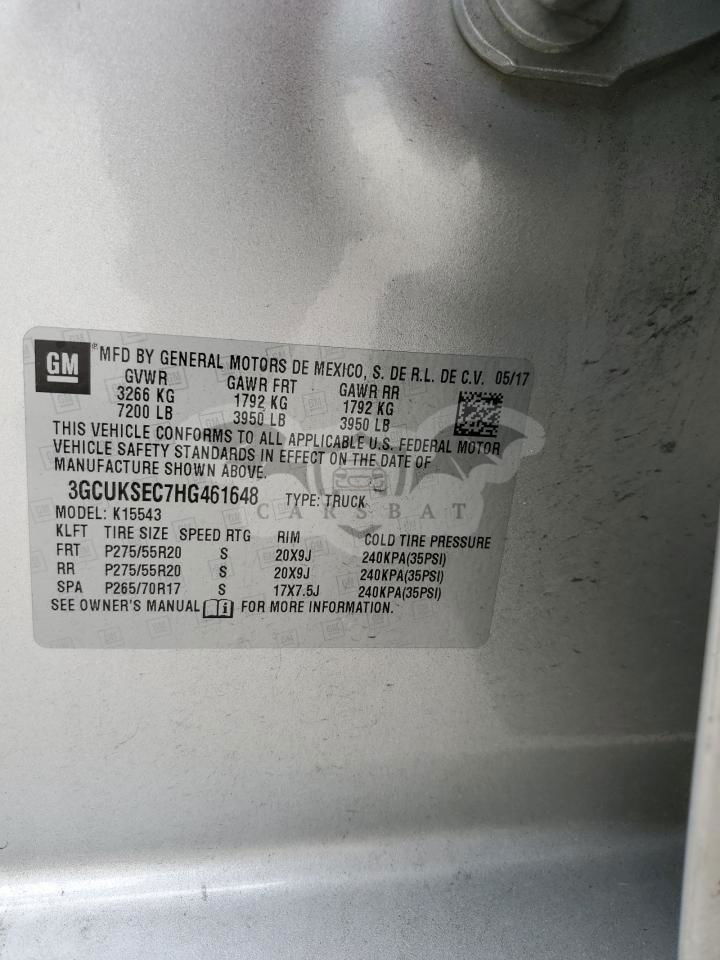 GM ® MFD BY GENERAL MOTORS DE MEXICO, S. DE R.L. DE C.V. 05/17
GVWR GAWR FRT GAWR RR
3266 KG 1792 KG 1792 KG
7200 LB 3950 LB 3950 LB
THIS VEHICLE CONFORMS TO ALL APPLICABLE U.S. FEDERAL MOTOR
VEHICLE SAFETY STANDARDS IN EFFECT ON THE DATE OF
MANUFACTURE SHOWN ABOVE.
3GCUKSEC7HG461648 TYPE: TRUCK
CARSBAT
MODEL: K15543
KLFT TIRE SIZE SPEED RTG RIM COLD TIRE PRESSURE
FRT P275/55R20 S 20X9J 240KPA(35PSI)
RR P275/55R20 S 20X9J 240KPA(35PSI)
SPA P265/70R17 S 17X7.5J 240KPA(35PSI)
SEE OWNER'S MANUAL i FOR MORE INFORMATION.